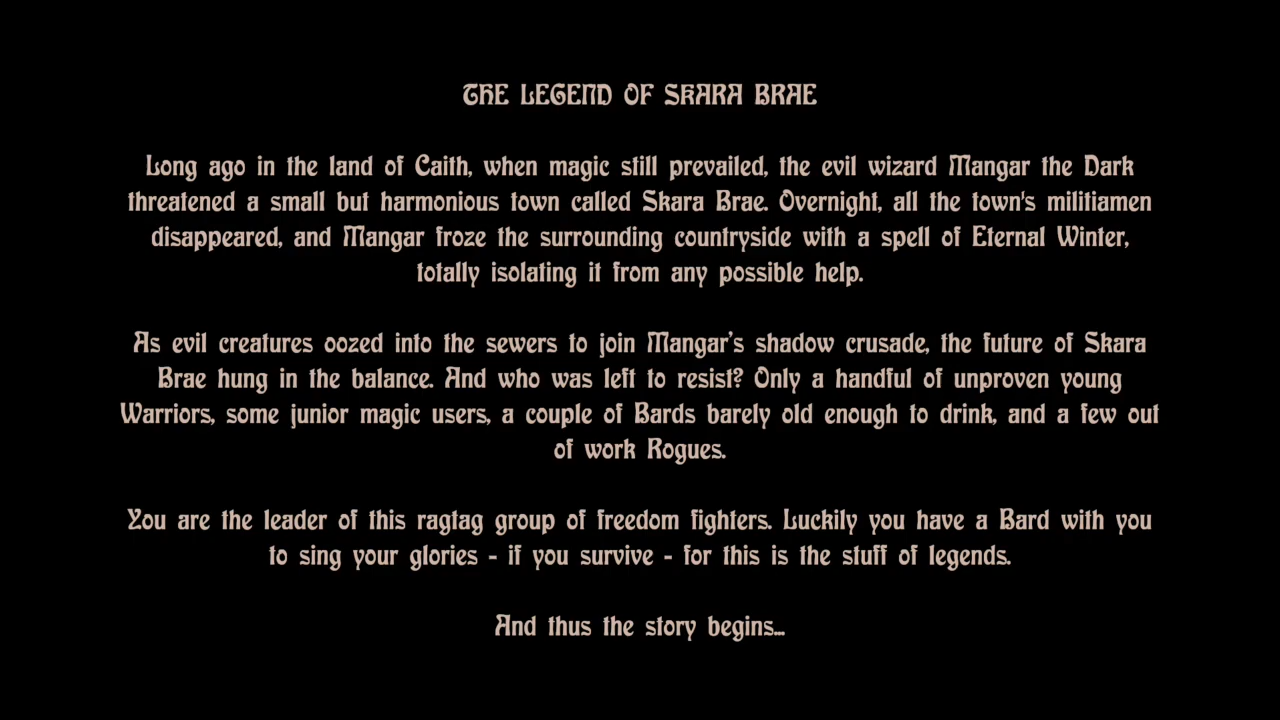 THE LEGEND OF SKARA BRAE
Long ago in the land of Caith, when magic still prevailed, the evil wizard Mangar the Dark
threatened a small but harmonious town called Skara Brae. Overnight, all the town's militiamen
disappeared, and Mangar froze the surrounding countryside with a spell of Eternal Winter,
totally isolating it from any possible help.
As evil creatures oozed into the sewers to join Mangar's shadow crusade, the future of Skara
Brae hung in the balance. And who was left to resist? Only a handful of unproven young
Warriors, some junior magic users, a couple of Bards barely old enough to drink, and a few out
of work Rogues.
You are the leader of this ragtag group of freedom fighters. Luckily you have a Bard with you
to sing your glories - if you survive - for this is the stuff of legends.
And thus the story begins...